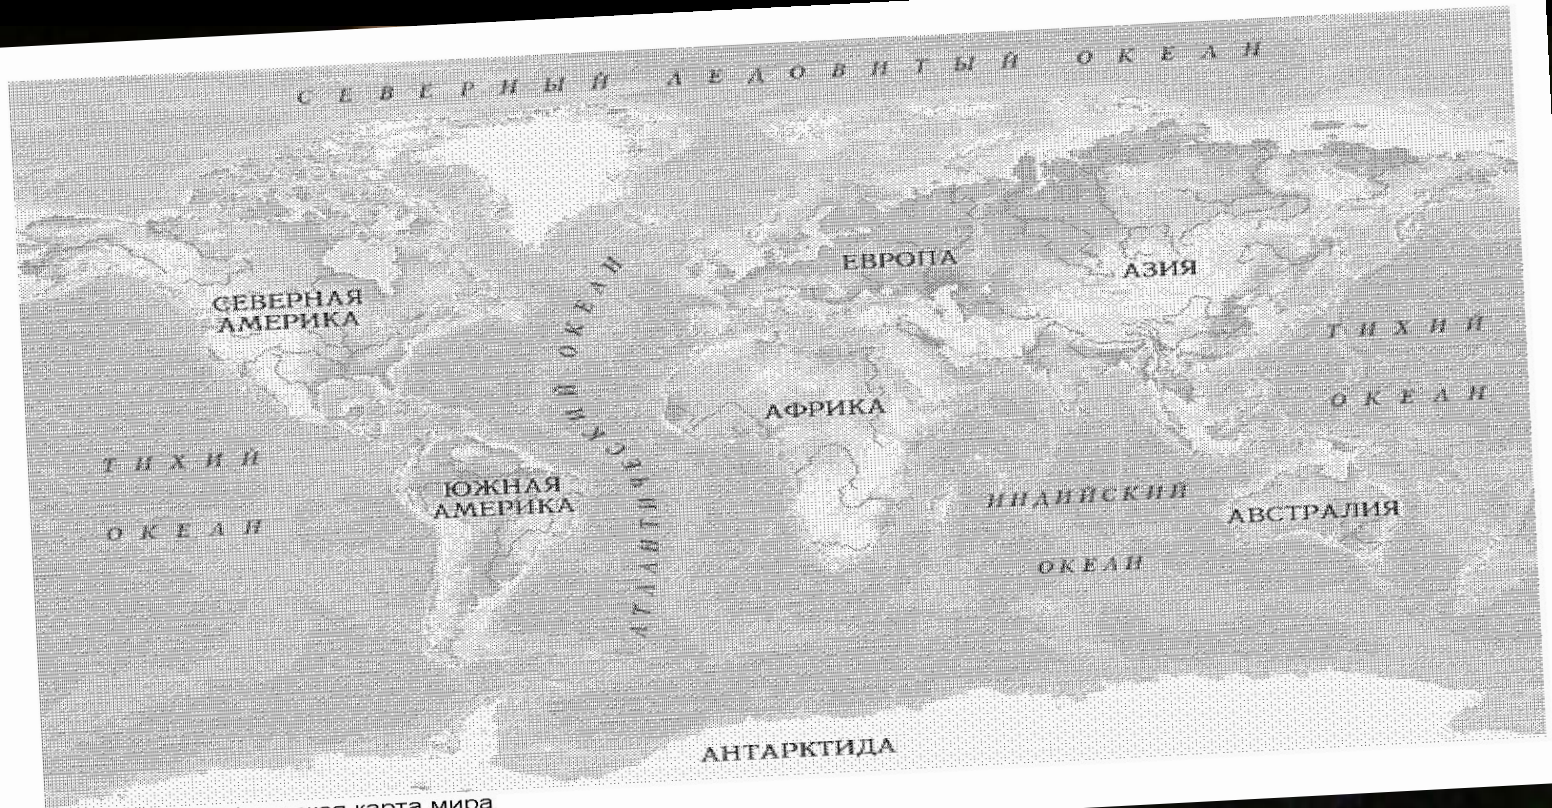 СЕВЕРНЫЙ ЛЕДОВИТЫЙ ОКЕАН
ЕВРОПА
АЗИЯ
СЕВЕРНАЯ
АМЕРИКА
АТЛАНТИЧЕСКИЙ ОКЕАН
ТИХИЙ
ОКЕАН
АФРИКА
ТИХИЙ
ОКЕАН
ЮЖНАЯ
АМЕРИКА
ИНДИЙСКИЙ
ОКЕАН
АВСТРАЛИЯ
АНТАРКТИДА
карта мира